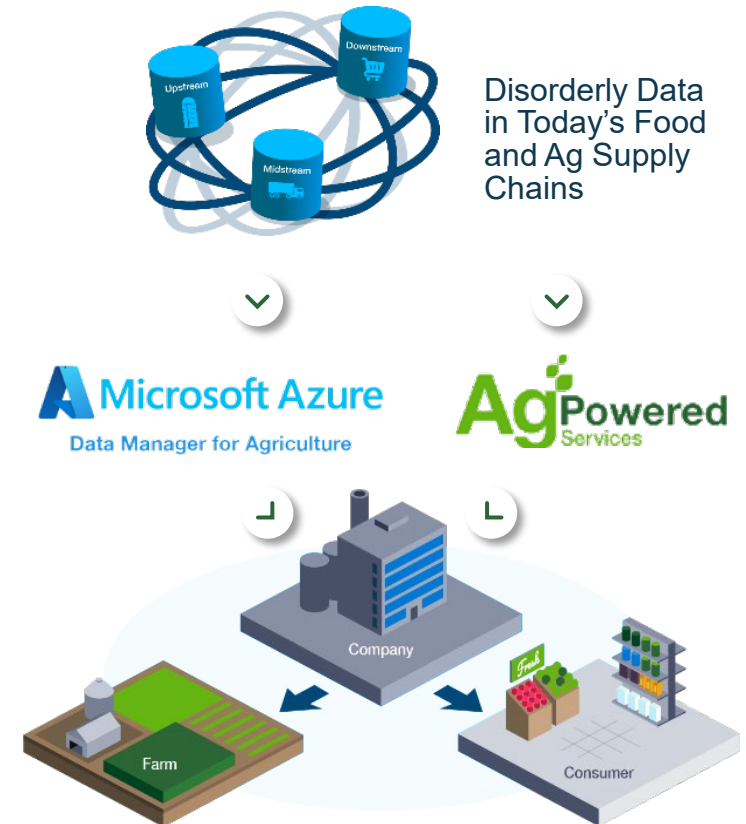 Downstream
Upstream
Midstream
Disorderly Data
in Today's Food
and Ag Supply
Chains
Microsoft Azure
Data Manager for Agriculture
AgPowered
Services
Company
Fresh
Farm
Consumer